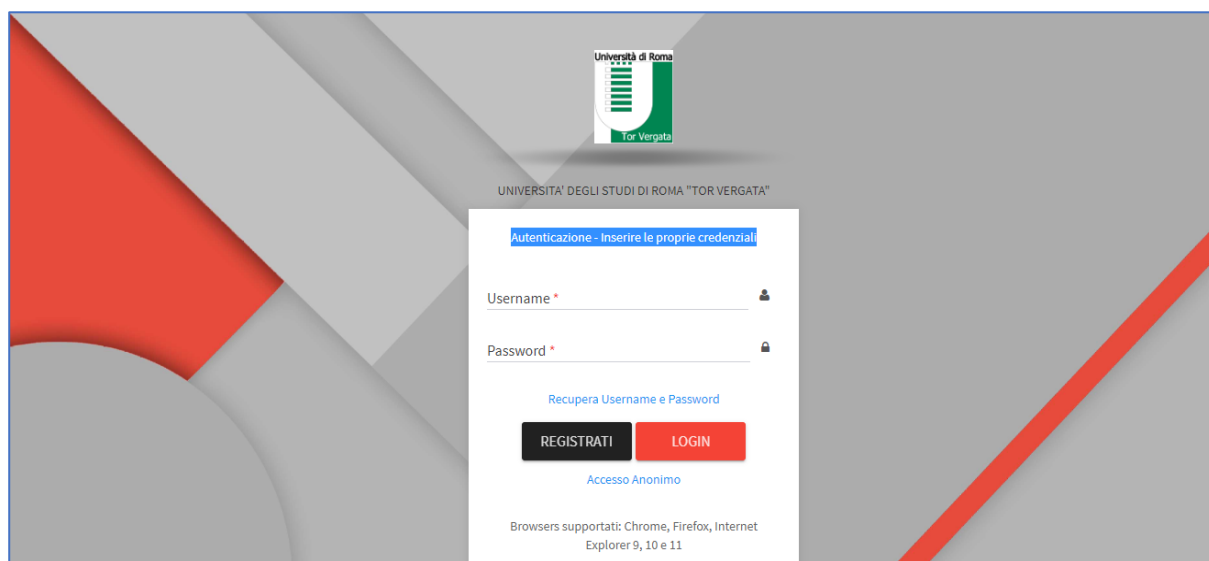 Università di Roma
Tor Vergata
UNIVERSITA' DEGLI STUDI DI ROMA "TOR VERGATA"
Autenticazione - Inserire le proprie credenziali
Username *
Password *
Recupera Username e Password
REGISTRATI LOGIN
Accesso Anonimo
Browsers supportati: Chrome, Firefox, Internet
Explorer 9, 10 e 11